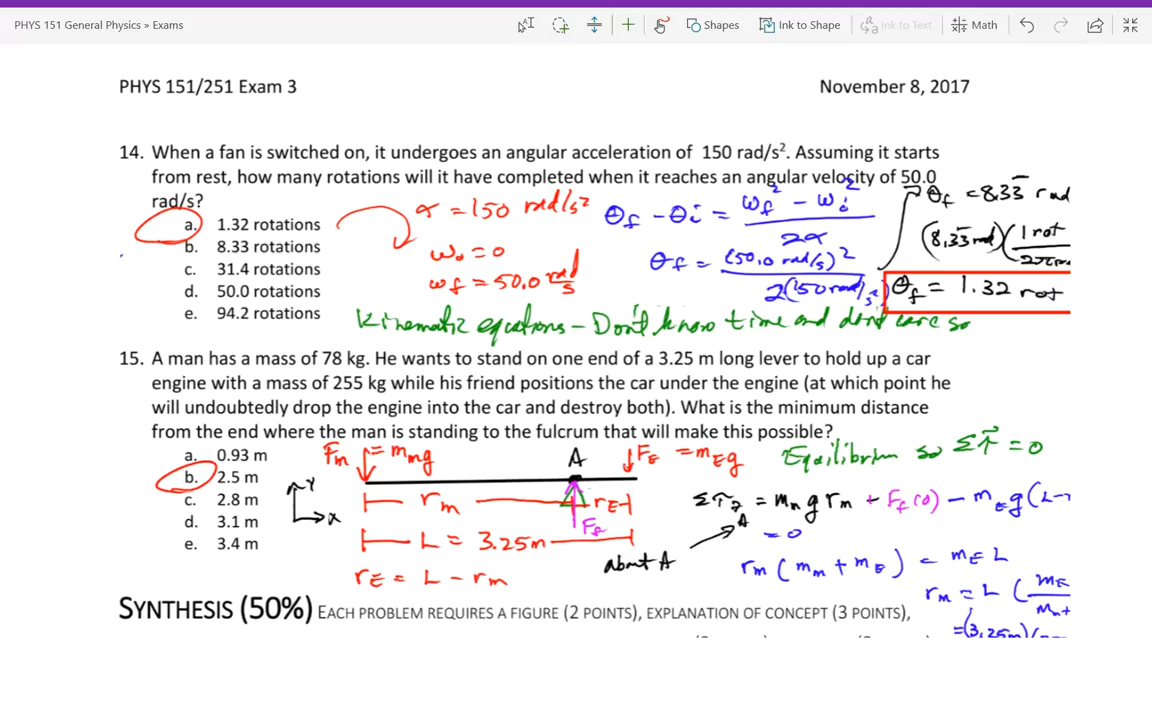 PHYS 151 General Physics » Exams
Shapes
Ink to Shape
Ink to Text
Math
PHYS 151/251 Exam 3
November 8, 2017
14. When a fan is switched on, it undergoes an angular acceleration of 150 rad/s². Assuming it starts
from rest, how many rotations will it have completed when it reaches an angular velocity of 50.0
rad/s?
a. 1.32 rotations
b. 8.33 rotations
c. 31.4 rotations
d. 50.0 rotations
e. 94.2 rotations
α = 150 rad/s²
ω₀ = 0
ωf = 50.0 rad/s
θf - θi = ωf² - ωi² / 2α
θf = (50.0 rad/s)² / 2(150 rad/s²)
θf = 8.33 rad
(8.33 rad)(1 rot
θf = 1.32 rot
Kinematic equations - Don't know time and don't care so
15. A man has a mass of 78 kg. He wants to stand on one end of a 3.25 m long lever to hold up a car
engine with a mass of 255 kg while his friend positions the car under the engine (at which point he
will undoubtedly drop the engine into the car and destroy both). What is the minimum distance
from the end where the man is standing to the fulcrum that will make this possible?
a. 0.93 m
b. 2.5 m
c. 2.8 m
d. 3.1 m
e. 3.4 m
Fm = mmg
A
FE = mEg
Y
X
rm
rE
Ff
L = 3.25m
rE = L - rm
about A
Equilibrium so Στ = 0
Στz = mmg rm + Ff(0) - mEg(L-r
A
= 0
rm(mm + mE) = mE L
rm = L (mE / mm+
=(3.25m)(
SYNTHESIS (50%) EACH PROBLEM REQUIRES A FIGURE (2 POINTS), EXPLANATION OF CONCEPT (3 POINTS),